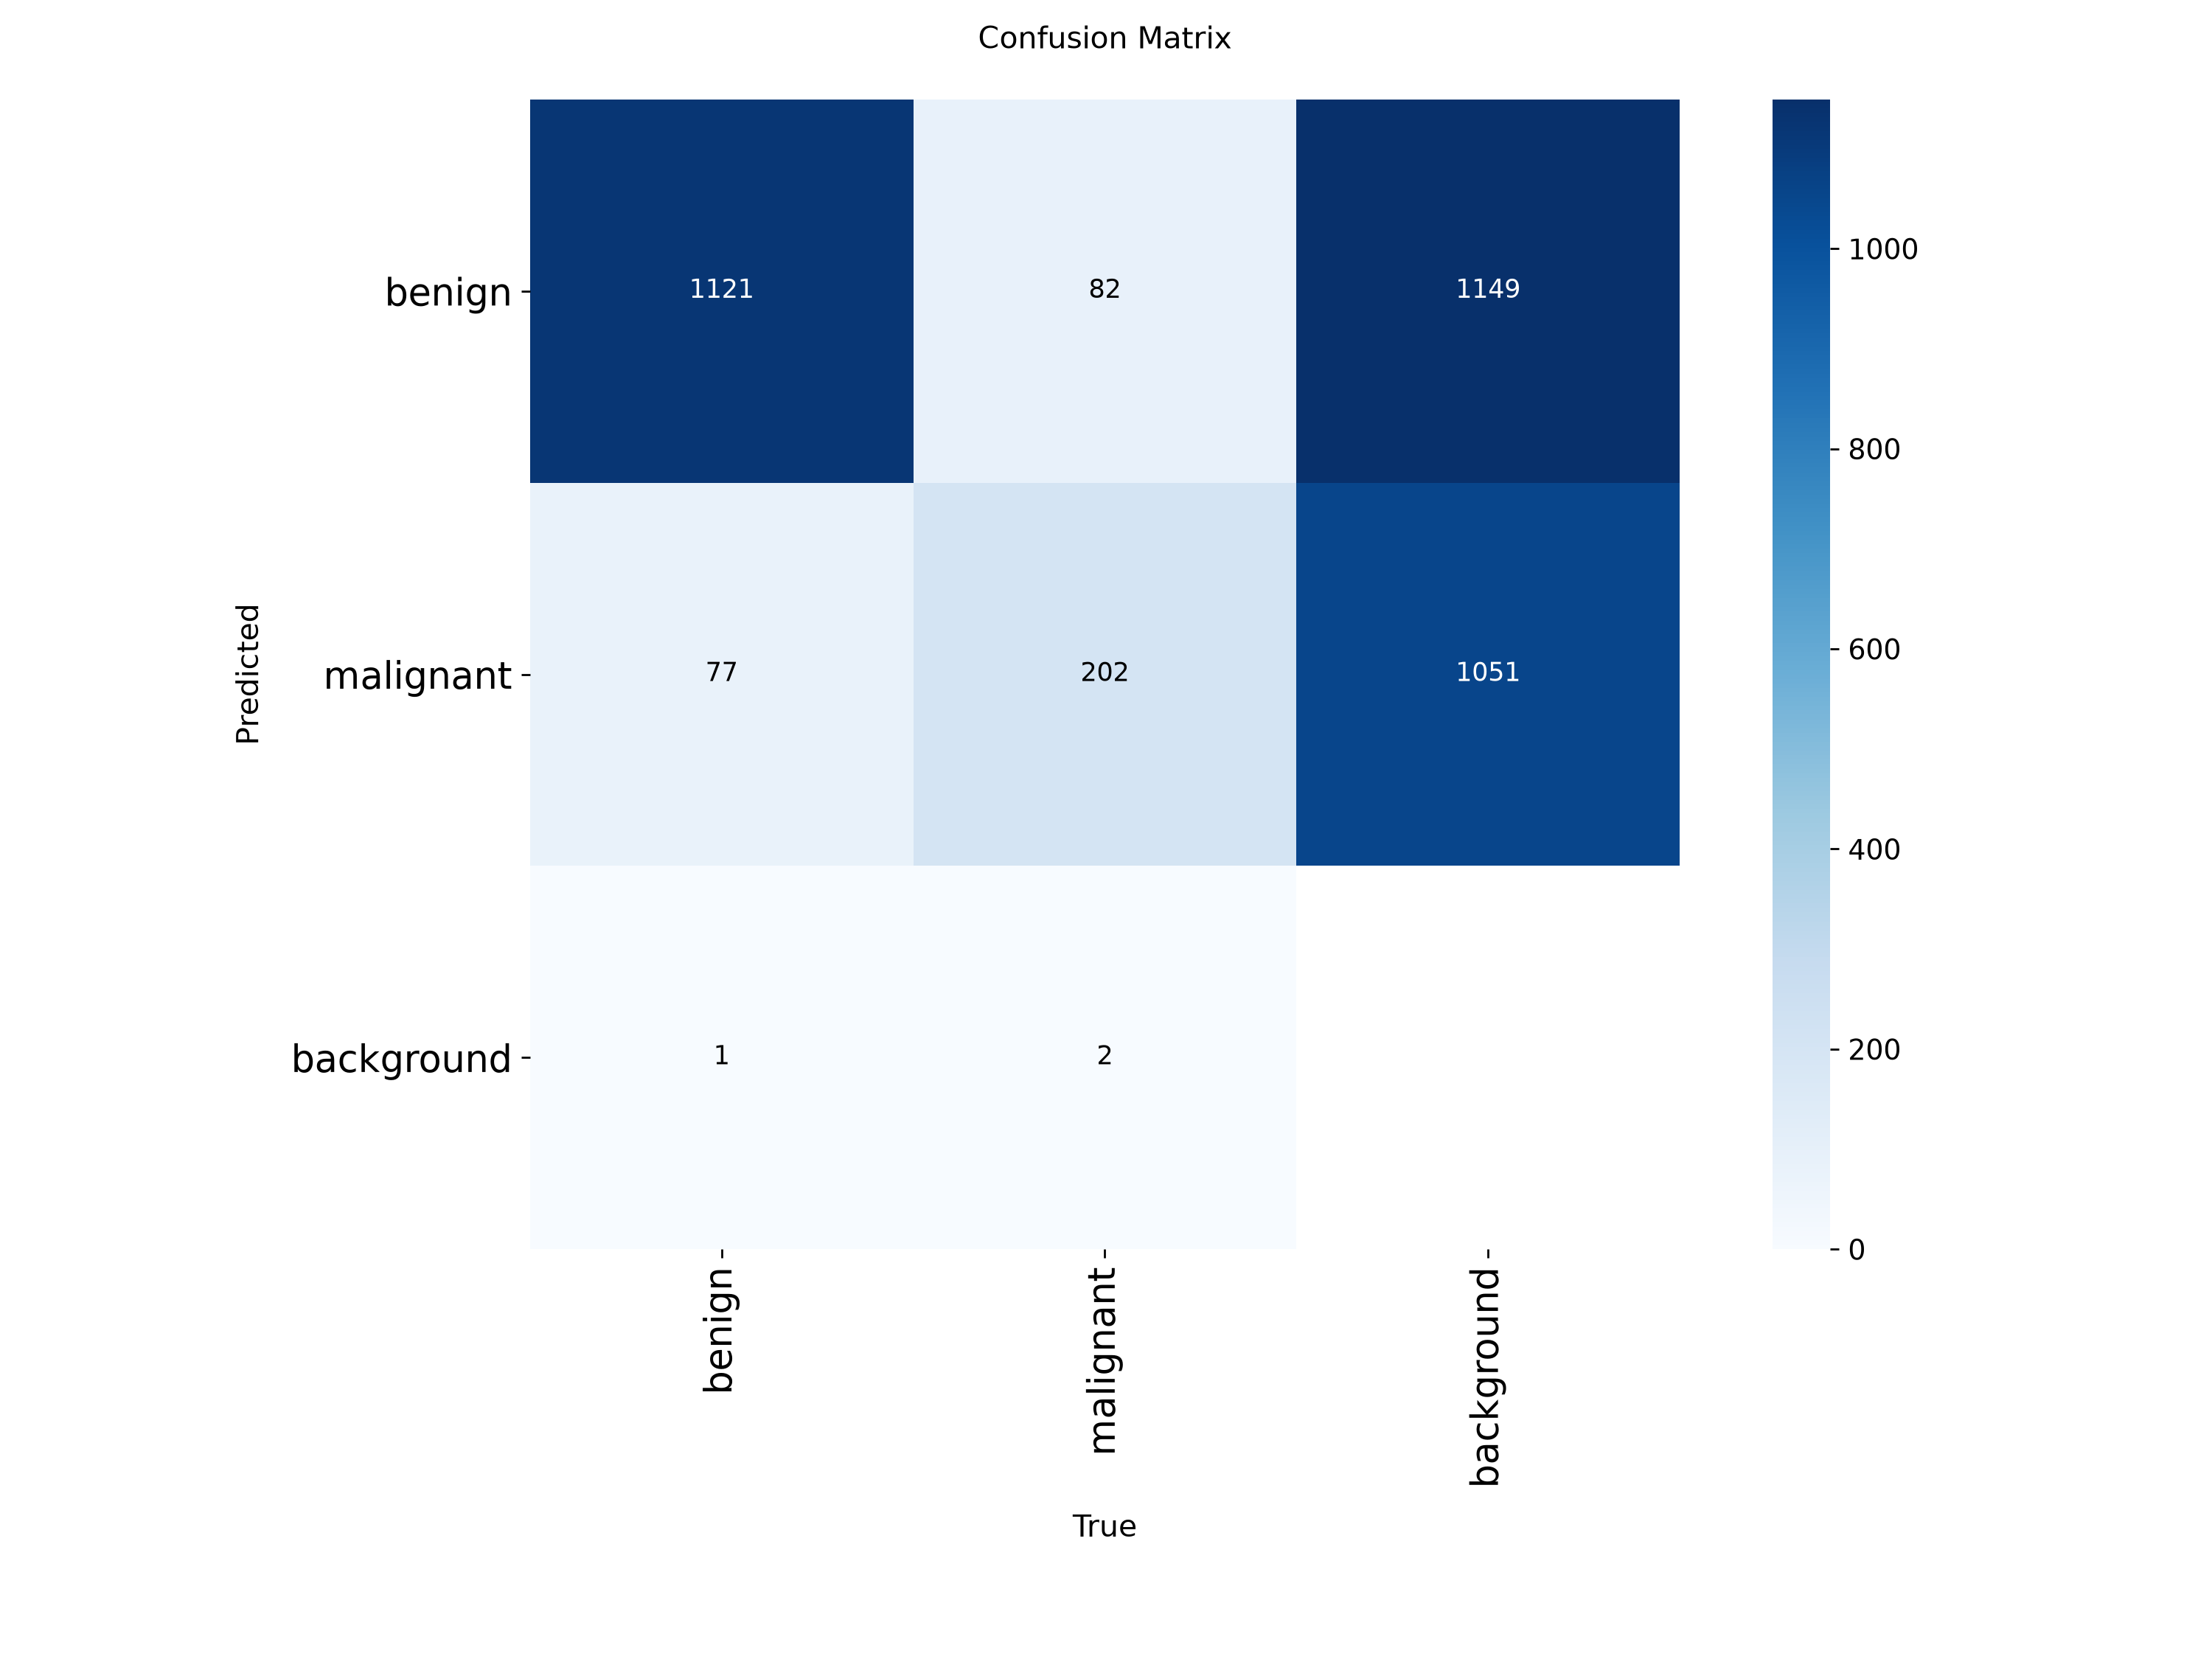 Confusion Matrix
benign
1121
82
1149
malignant
77
202
1051
background
1
2
Predicted
benign
malignant
background
True
1000
800
600
400
200
0